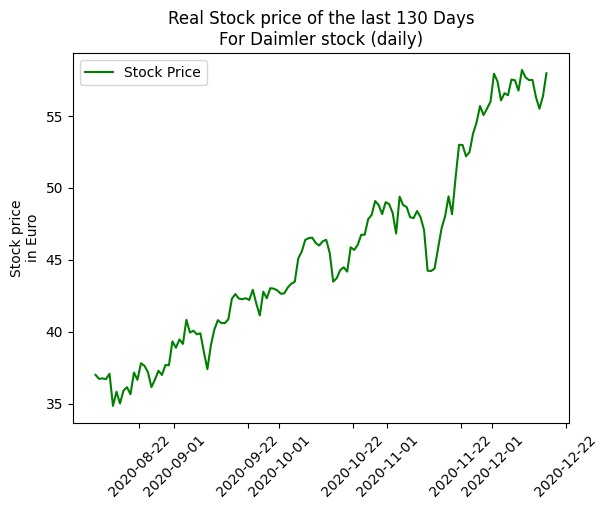 Real Stock price of the last 130 Days
For Daimler stock (daily)
Stock Price
Stock price
in Euro
55
50
45
40
35
2020-08-22
2020-09-01
2020-09-22
2020-10-01
2020-10-22
2020-11-01
2020-11-22
2020-12-01
2020-12-22